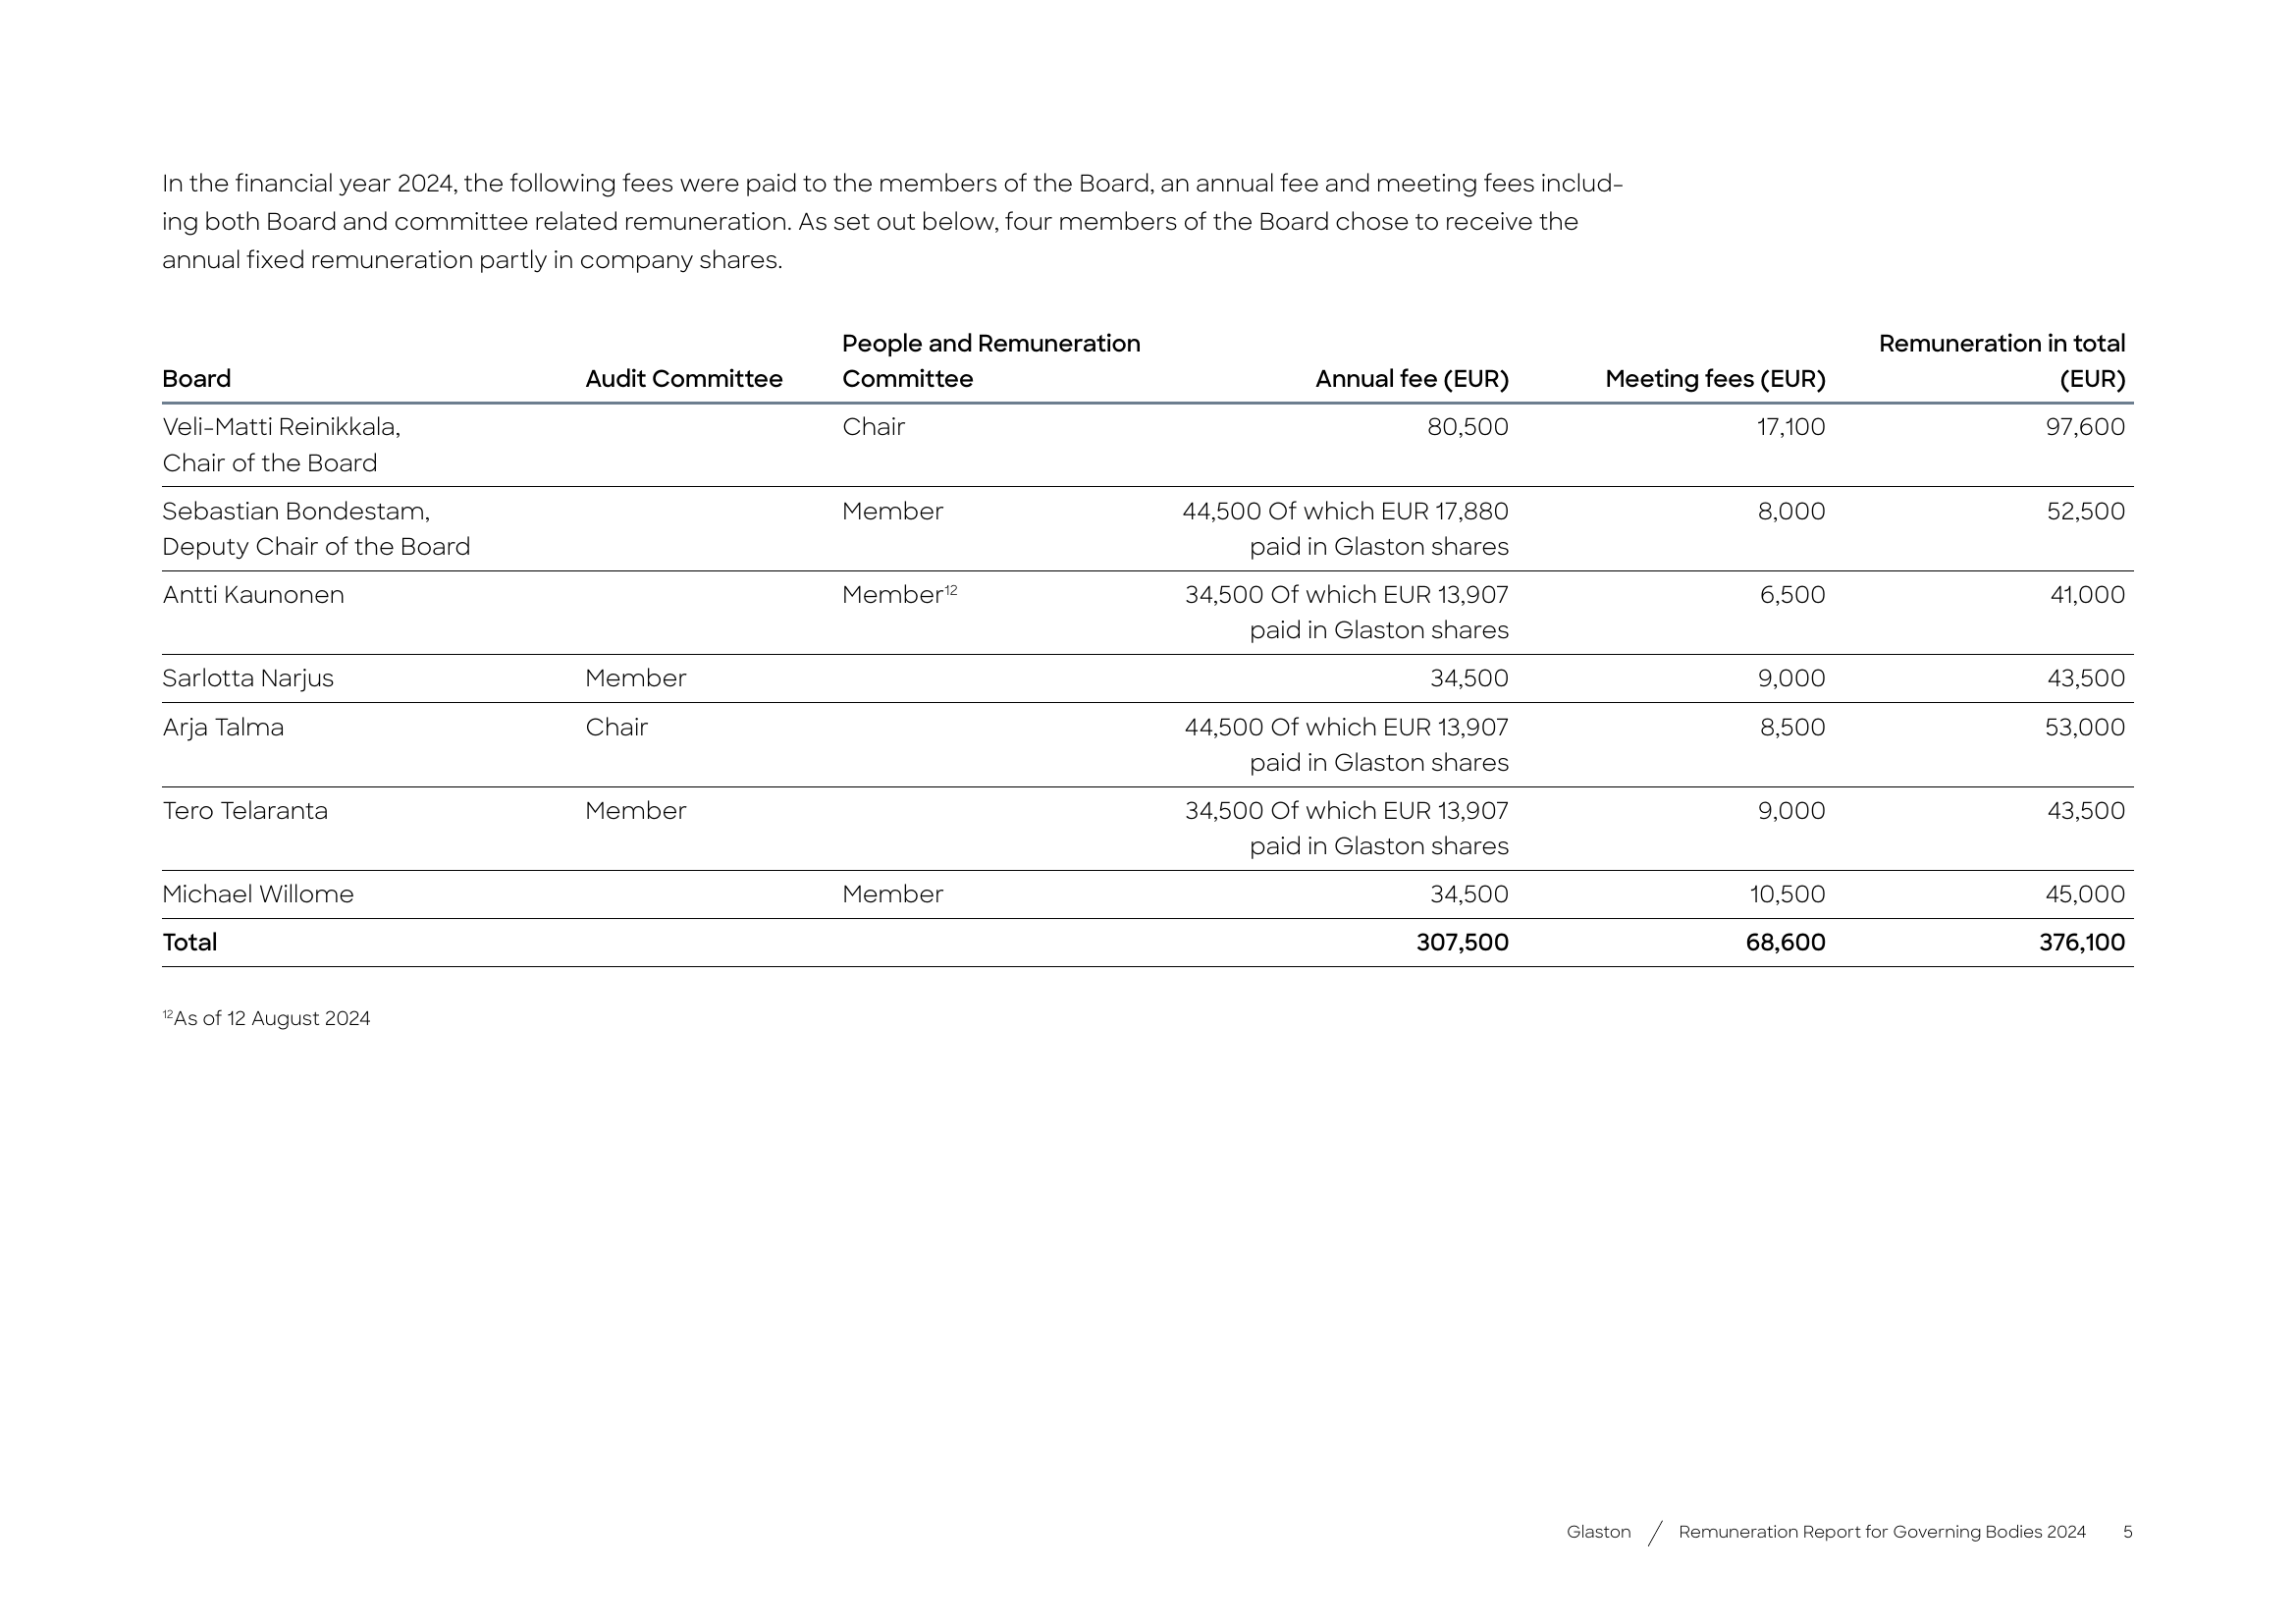 In the financial year 2024, the following fees were paid to the members of the Board, an annual fee and meeting fees includ-
ing both Board and committee related remuneration. As set out below, four members of the Board chose to receive the
annual fixed remuneration partly in company shares.
Board Audit Committee People and Remuneration Committee Annual fee (EUR) Meeting fees (EUR) Remuneration in total (EUR)
Veli-Matti Reinikkala, Chair 80,500 17,100 97,600
Chair of the Board
Sebastian Bondestam, Member 44,500 Of which EUR 17,880 8,000 52,500
Deputy Chair of the Board paid in Glaston shares
Antti Kaunonen Member¹² 34,500 Of which EUR 13,907 6,500 41,000
paid in Glaston shares
Sarlotta Narjus Member 34,500 9,000 43,500
Arja Talma Chair 44,500 Of which EUR 13,907 8,500 53,000
paid in Glaston shares
Tero Telaranta Member 34,500 Of which EUR 13,907 9,000 43,500
paid in Glaston shares
Michael Willome Member 34,500 10,500 45,000
Total 307,500 68,600 376,100
¹²As of 12 August 2024
Glaston / Remuneration Report for Governing Bodies 2024 5